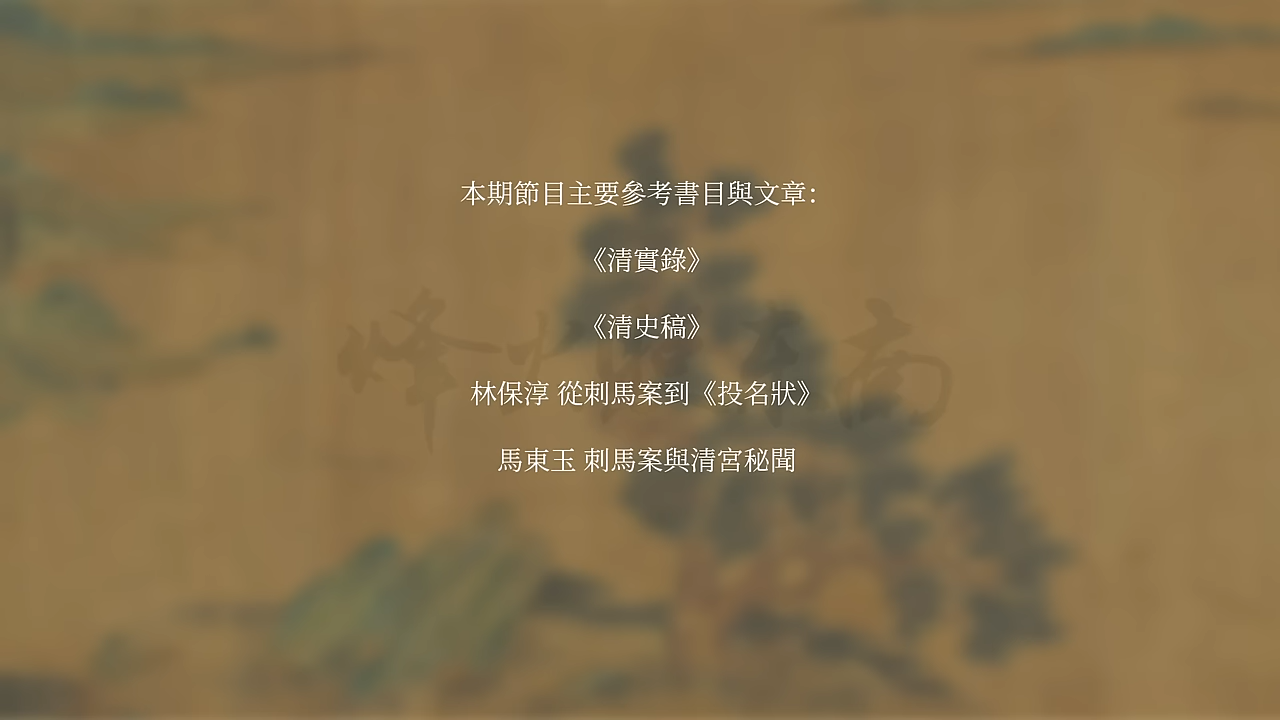 本期節目主要參考書目與文章：
《清實錄》
《清史稿》
林保淳 從刺馬案到《投名狀》
馬東玉 刺馬案與清宮秘聞